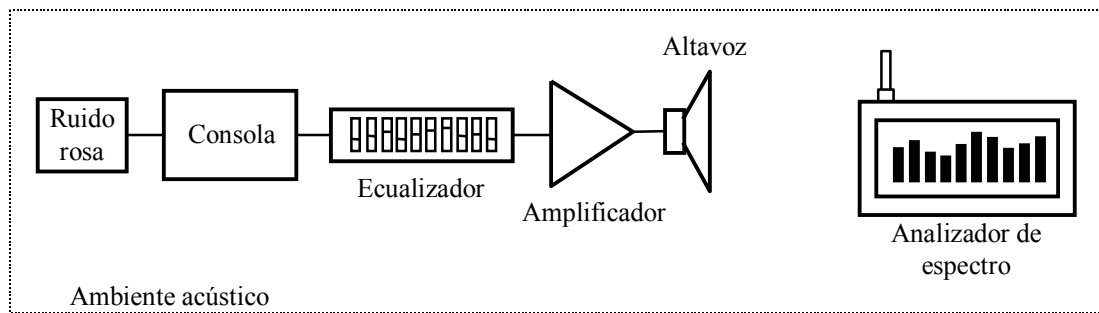 Altavoz
Ruido
rosa
Consola
Ecualizador
Amplificador
Analizador de
espectro
Ambiente acústico